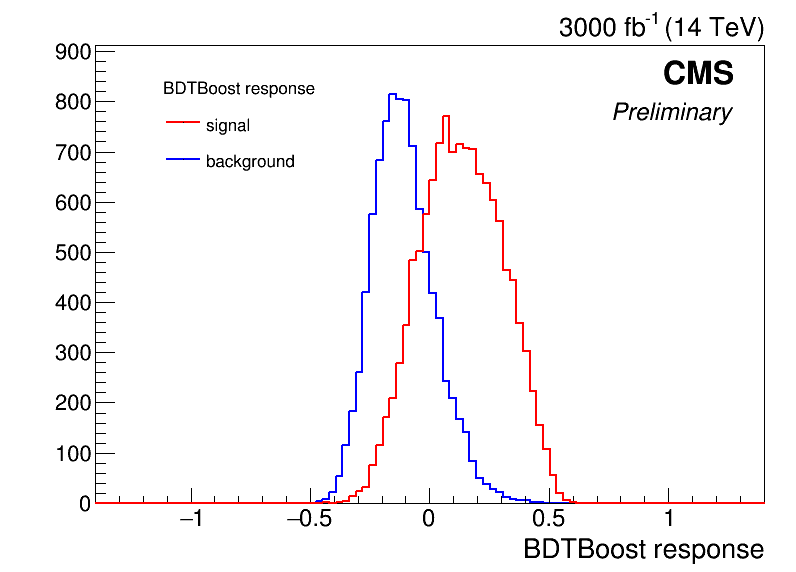 3000 fb-1 (14 TeV)
CMS
Preliminary
BDTBoost response
signal
background
900
800
700
600
500
400
300
200
100
0
−1 −0.5 0 0.5 1
BDTBoost response